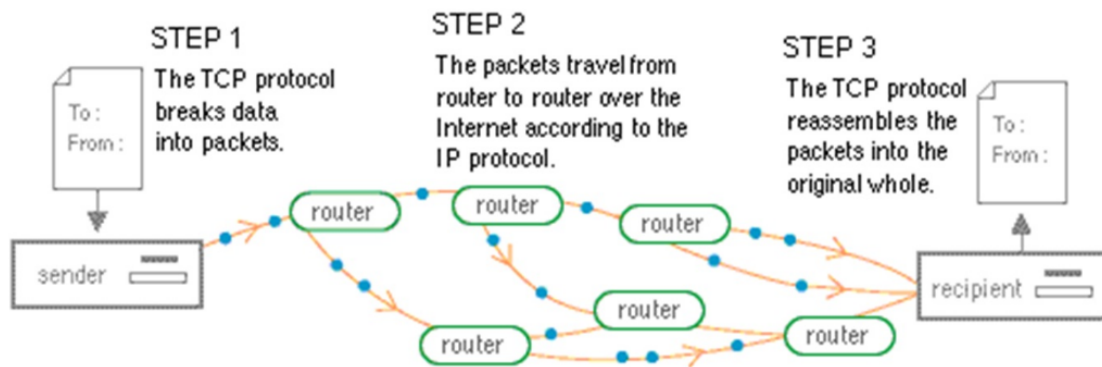 STEP 1
The TCP protocol
breaks data
into packets.
STEP 2
The packets travel from
router to router over the
Internet according to the
IP protocol.
STEP 3
The TCP protocol
reassembles the
packets into the
original whole.
To :
From :
To :
From :
router
router
router
sender
recipient
router
router
router